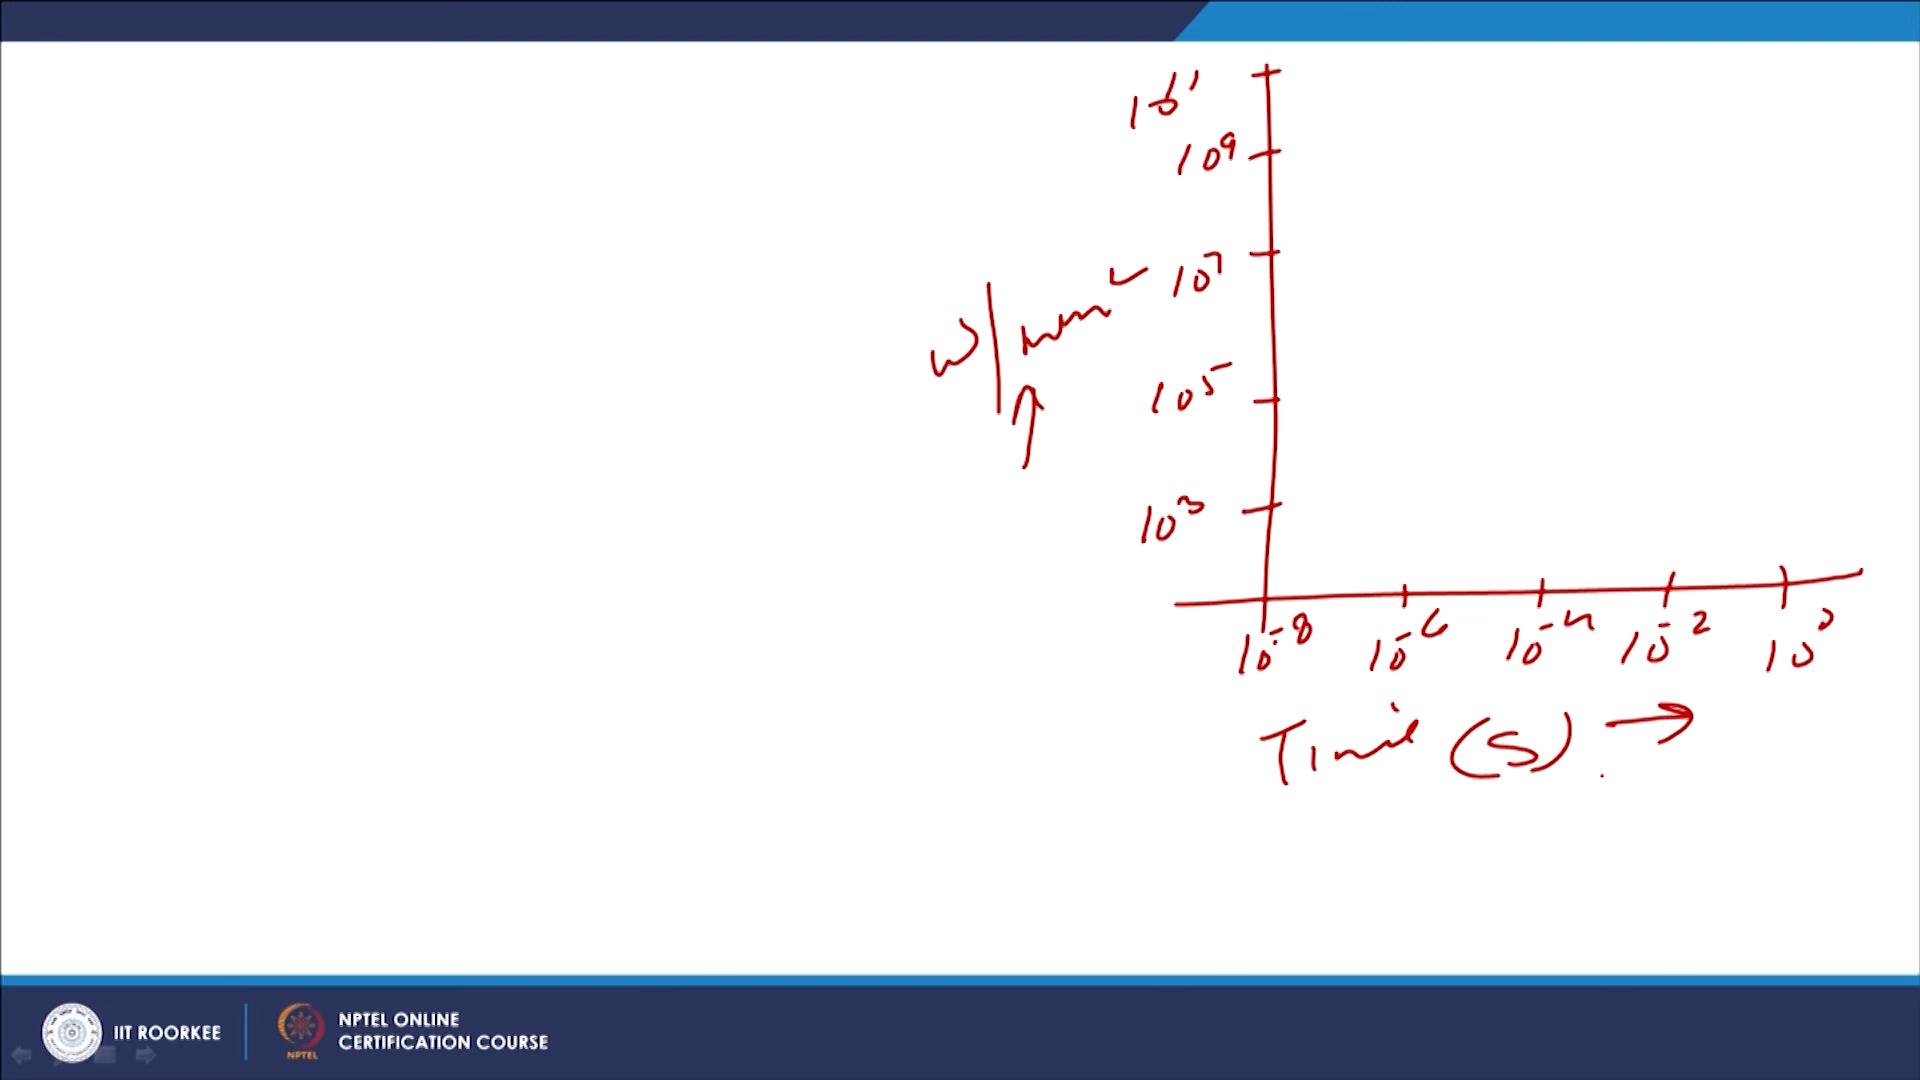 10¹¹
10⁹
10⁷
W/mm²
10⁵
10³
10⁻⁸ 10⁻⁶ 10⁻⁴ 10⁻² 10⁰
Time (s)
IIT ROORKEE
NPTEL
NPTEL ONLINE
CERTIFICATION COURSE